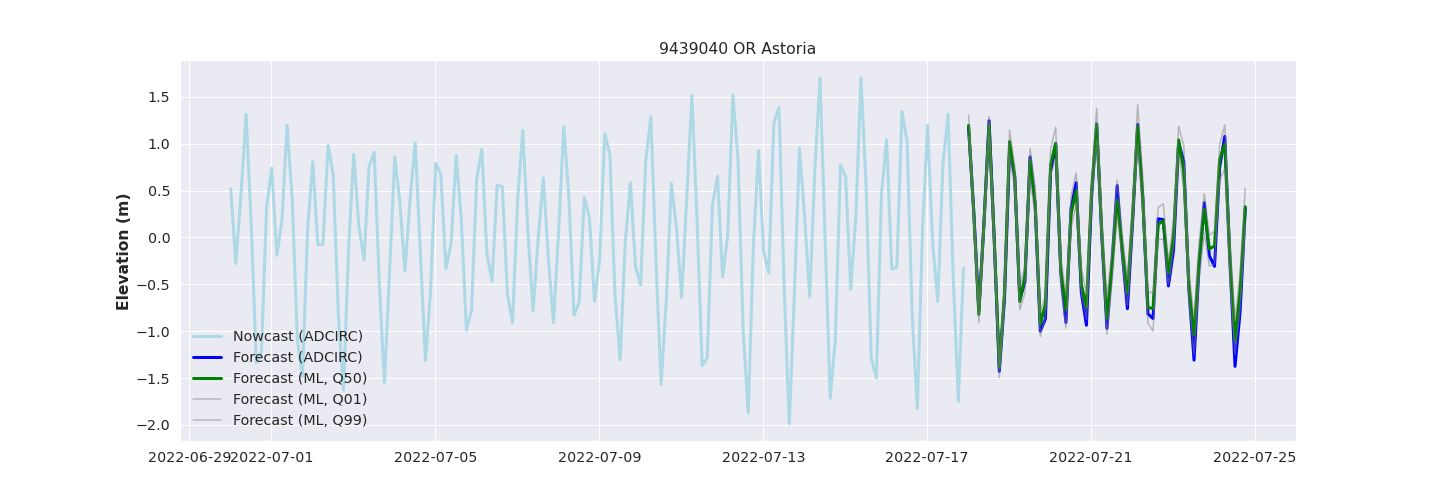 9439040 OR Astoria
Elevation (m)
1.5
1.0
0.5
0.0
−0.5
−1.0
−1.5
−2.0
Nowcast (ADCIRC)
Forecast (ADCIRC)
Forecast (ML, Q50)
Forecast (ML, Q01)
Forecast (ML, Q99)
2022-06-29 2022-07-01 2022-07-05 2022-07-09 2022-07-13 2022-07-17 2022-07-21 2022-07-25